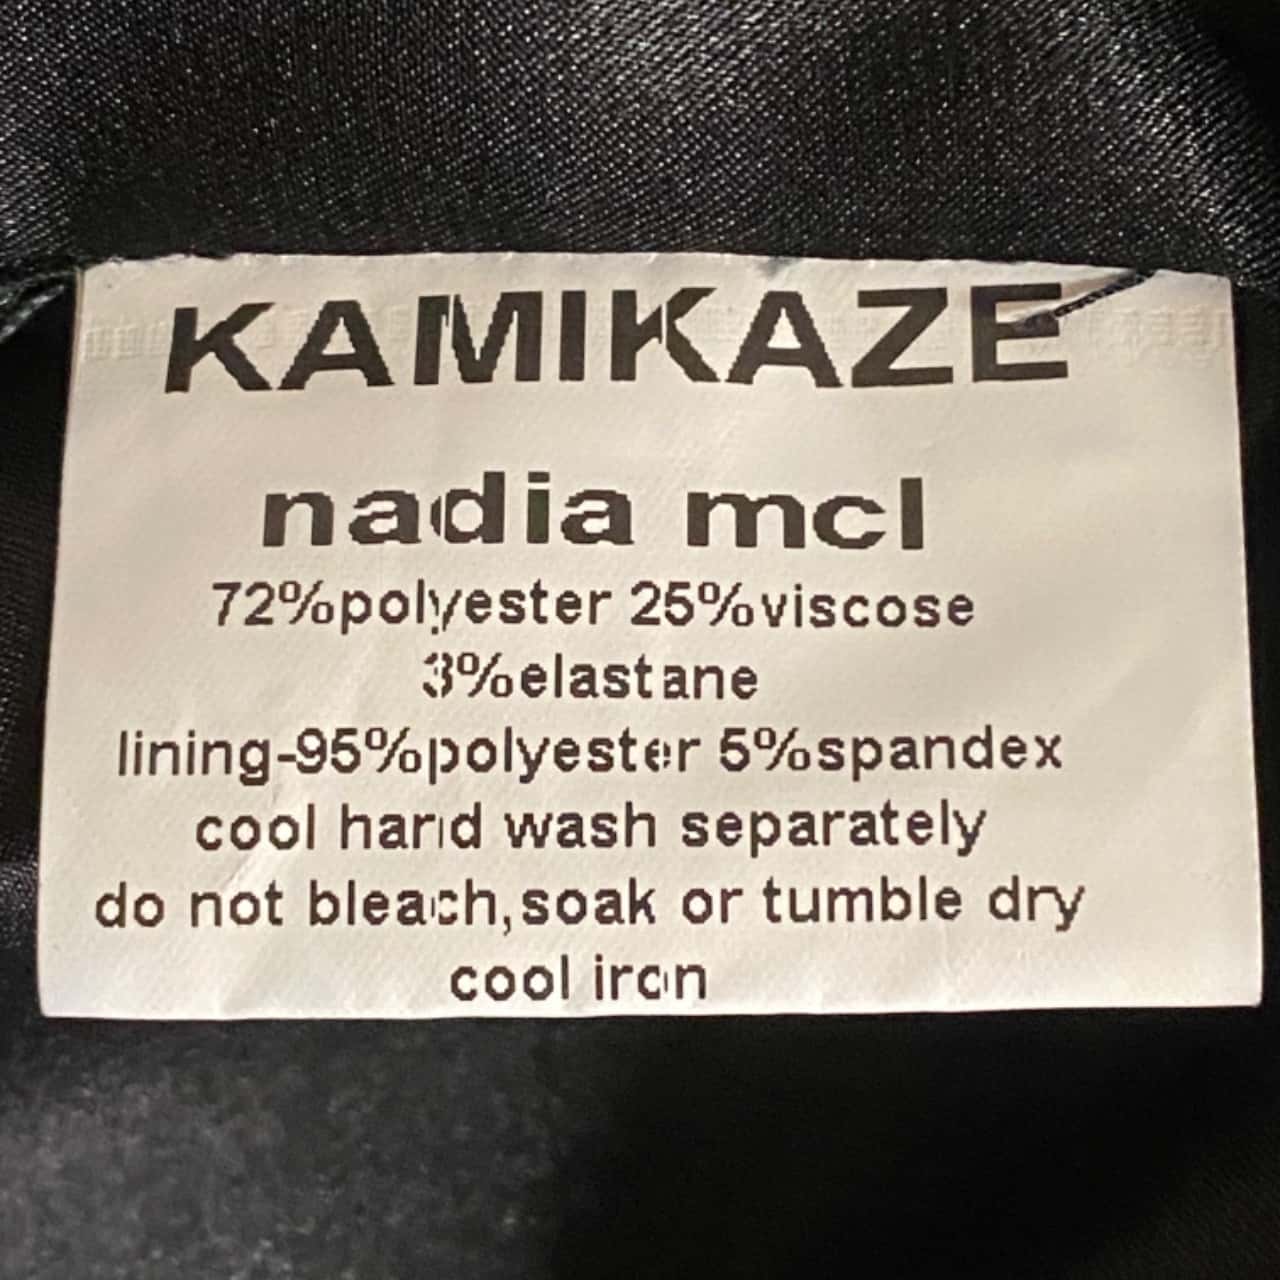 KAMIKAZE
nadia mcl
72%polyester 25%viscose
3%elastane
lining-95%polyester 5%spandex
cool hand wash separately
do not bleach,soak or tumble dry
cool iron